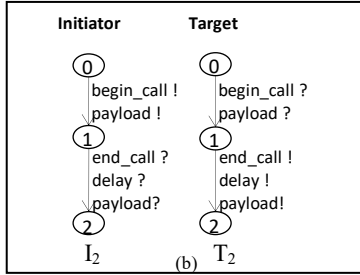 Initiator Target
0 0
begin_call ! begin_call ?
payload ! payload ?
1 1
end_call ? end_call !
delay ? delay !
payload? payload!
2 2
I2 (b) T2